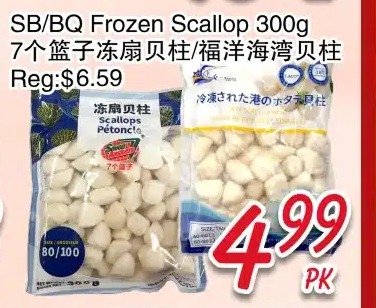 SB/BQ Frozen Scallop 300g
7个篮子冻扇贝柱/福洋海湾贝柱
Reg:$6.59
冻扇贝柱
Scallops
Pétoncle
7个篮子
冷凍された港のホタテ貝柱
SIZE / GROSSEUR
80/100
4.99
PK